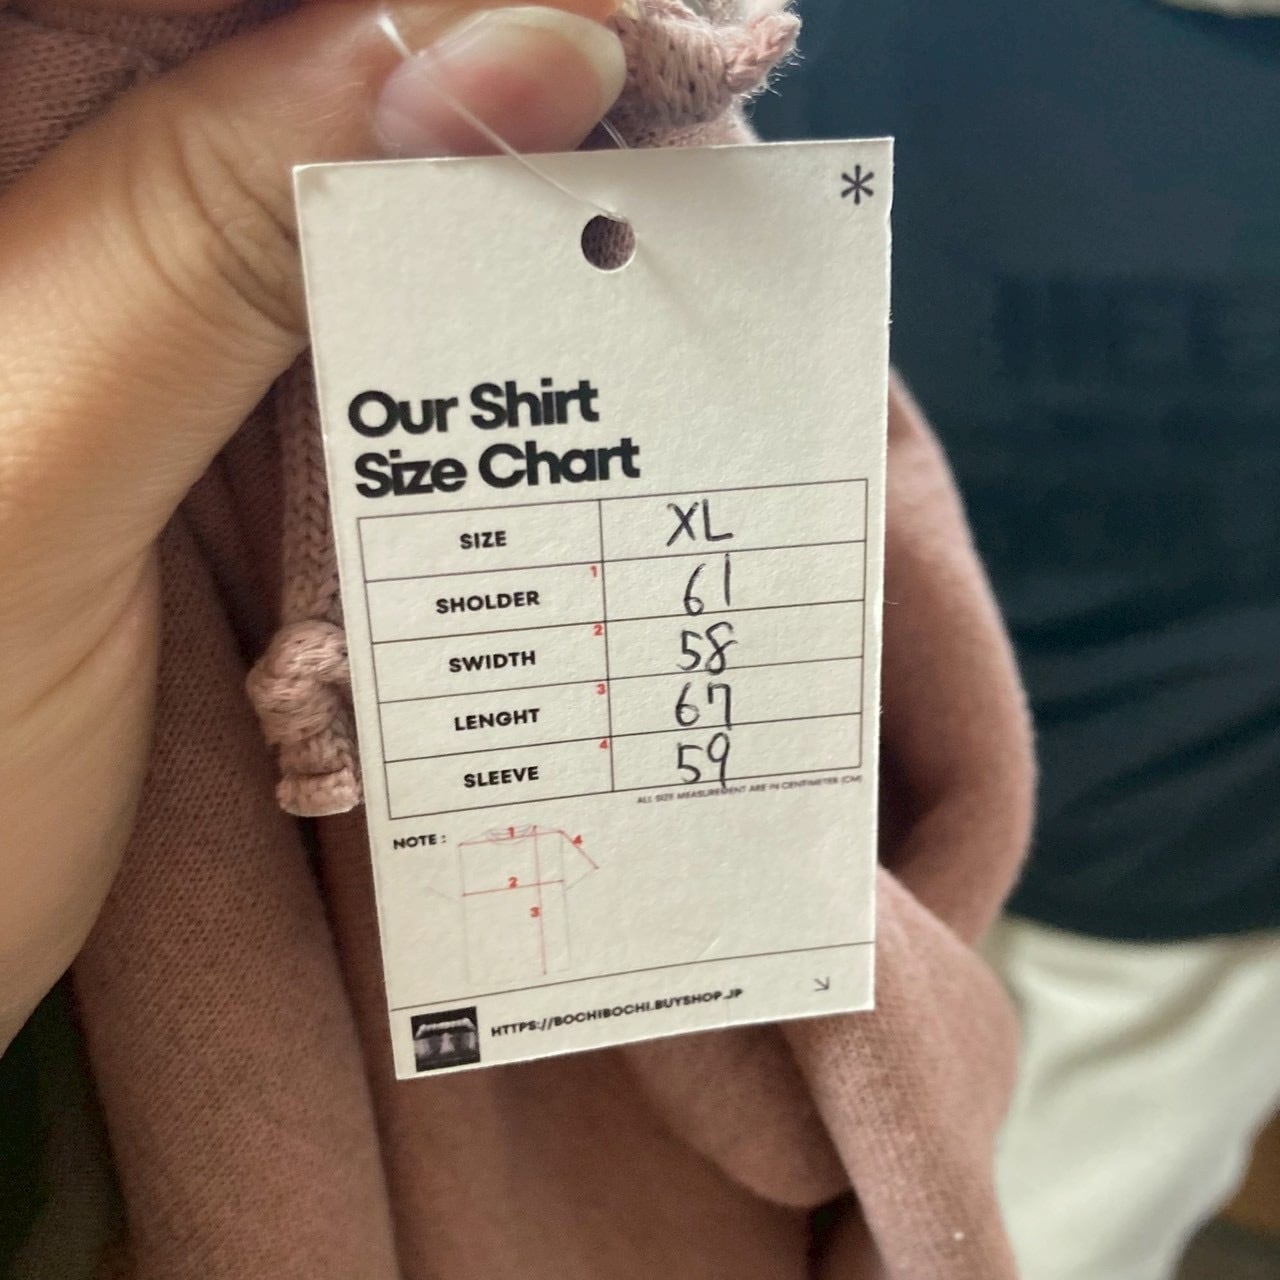 *
Our Shirt
Size Chart
SIZE XL
SHOLDER 1 61
SWIDTH 2 58
LENGHT 3 67
SLEEVE 4 59
ALL SIZE MEASUREMENT ARE IN CENTIMETER (CM)
NOTE :
1
4
2
3
HTTPS://BOCHIBOCHI.BUYSHOP.JP